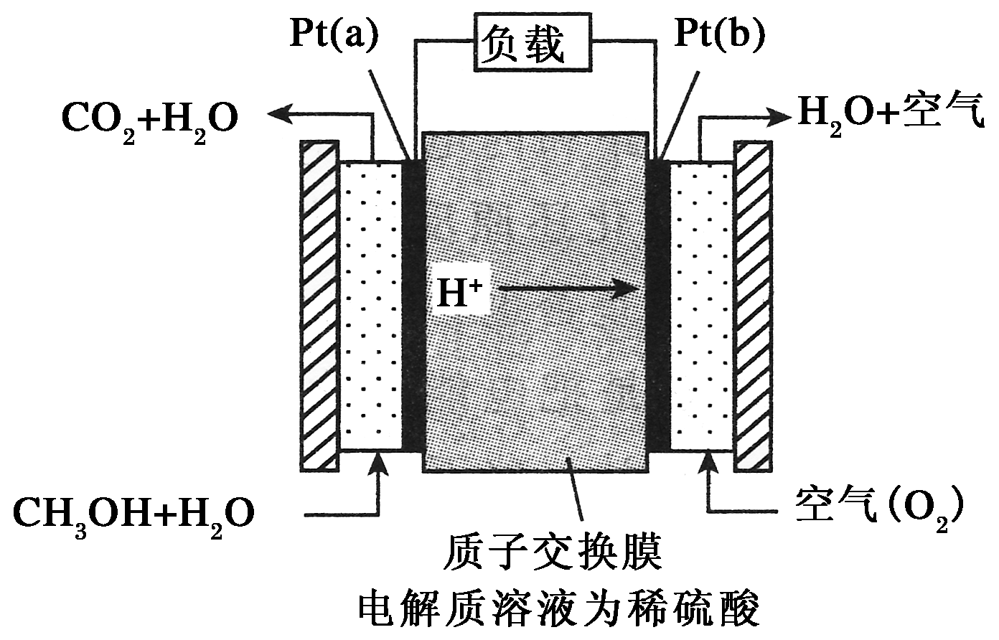 Pt(a)
负载
Pt(b)
CO₂+H₂O
H₂O+空气
H⁺
CH₃OH+H₂O
空气(O₂)
质子交换膜
电解质溶液为稀硫酸